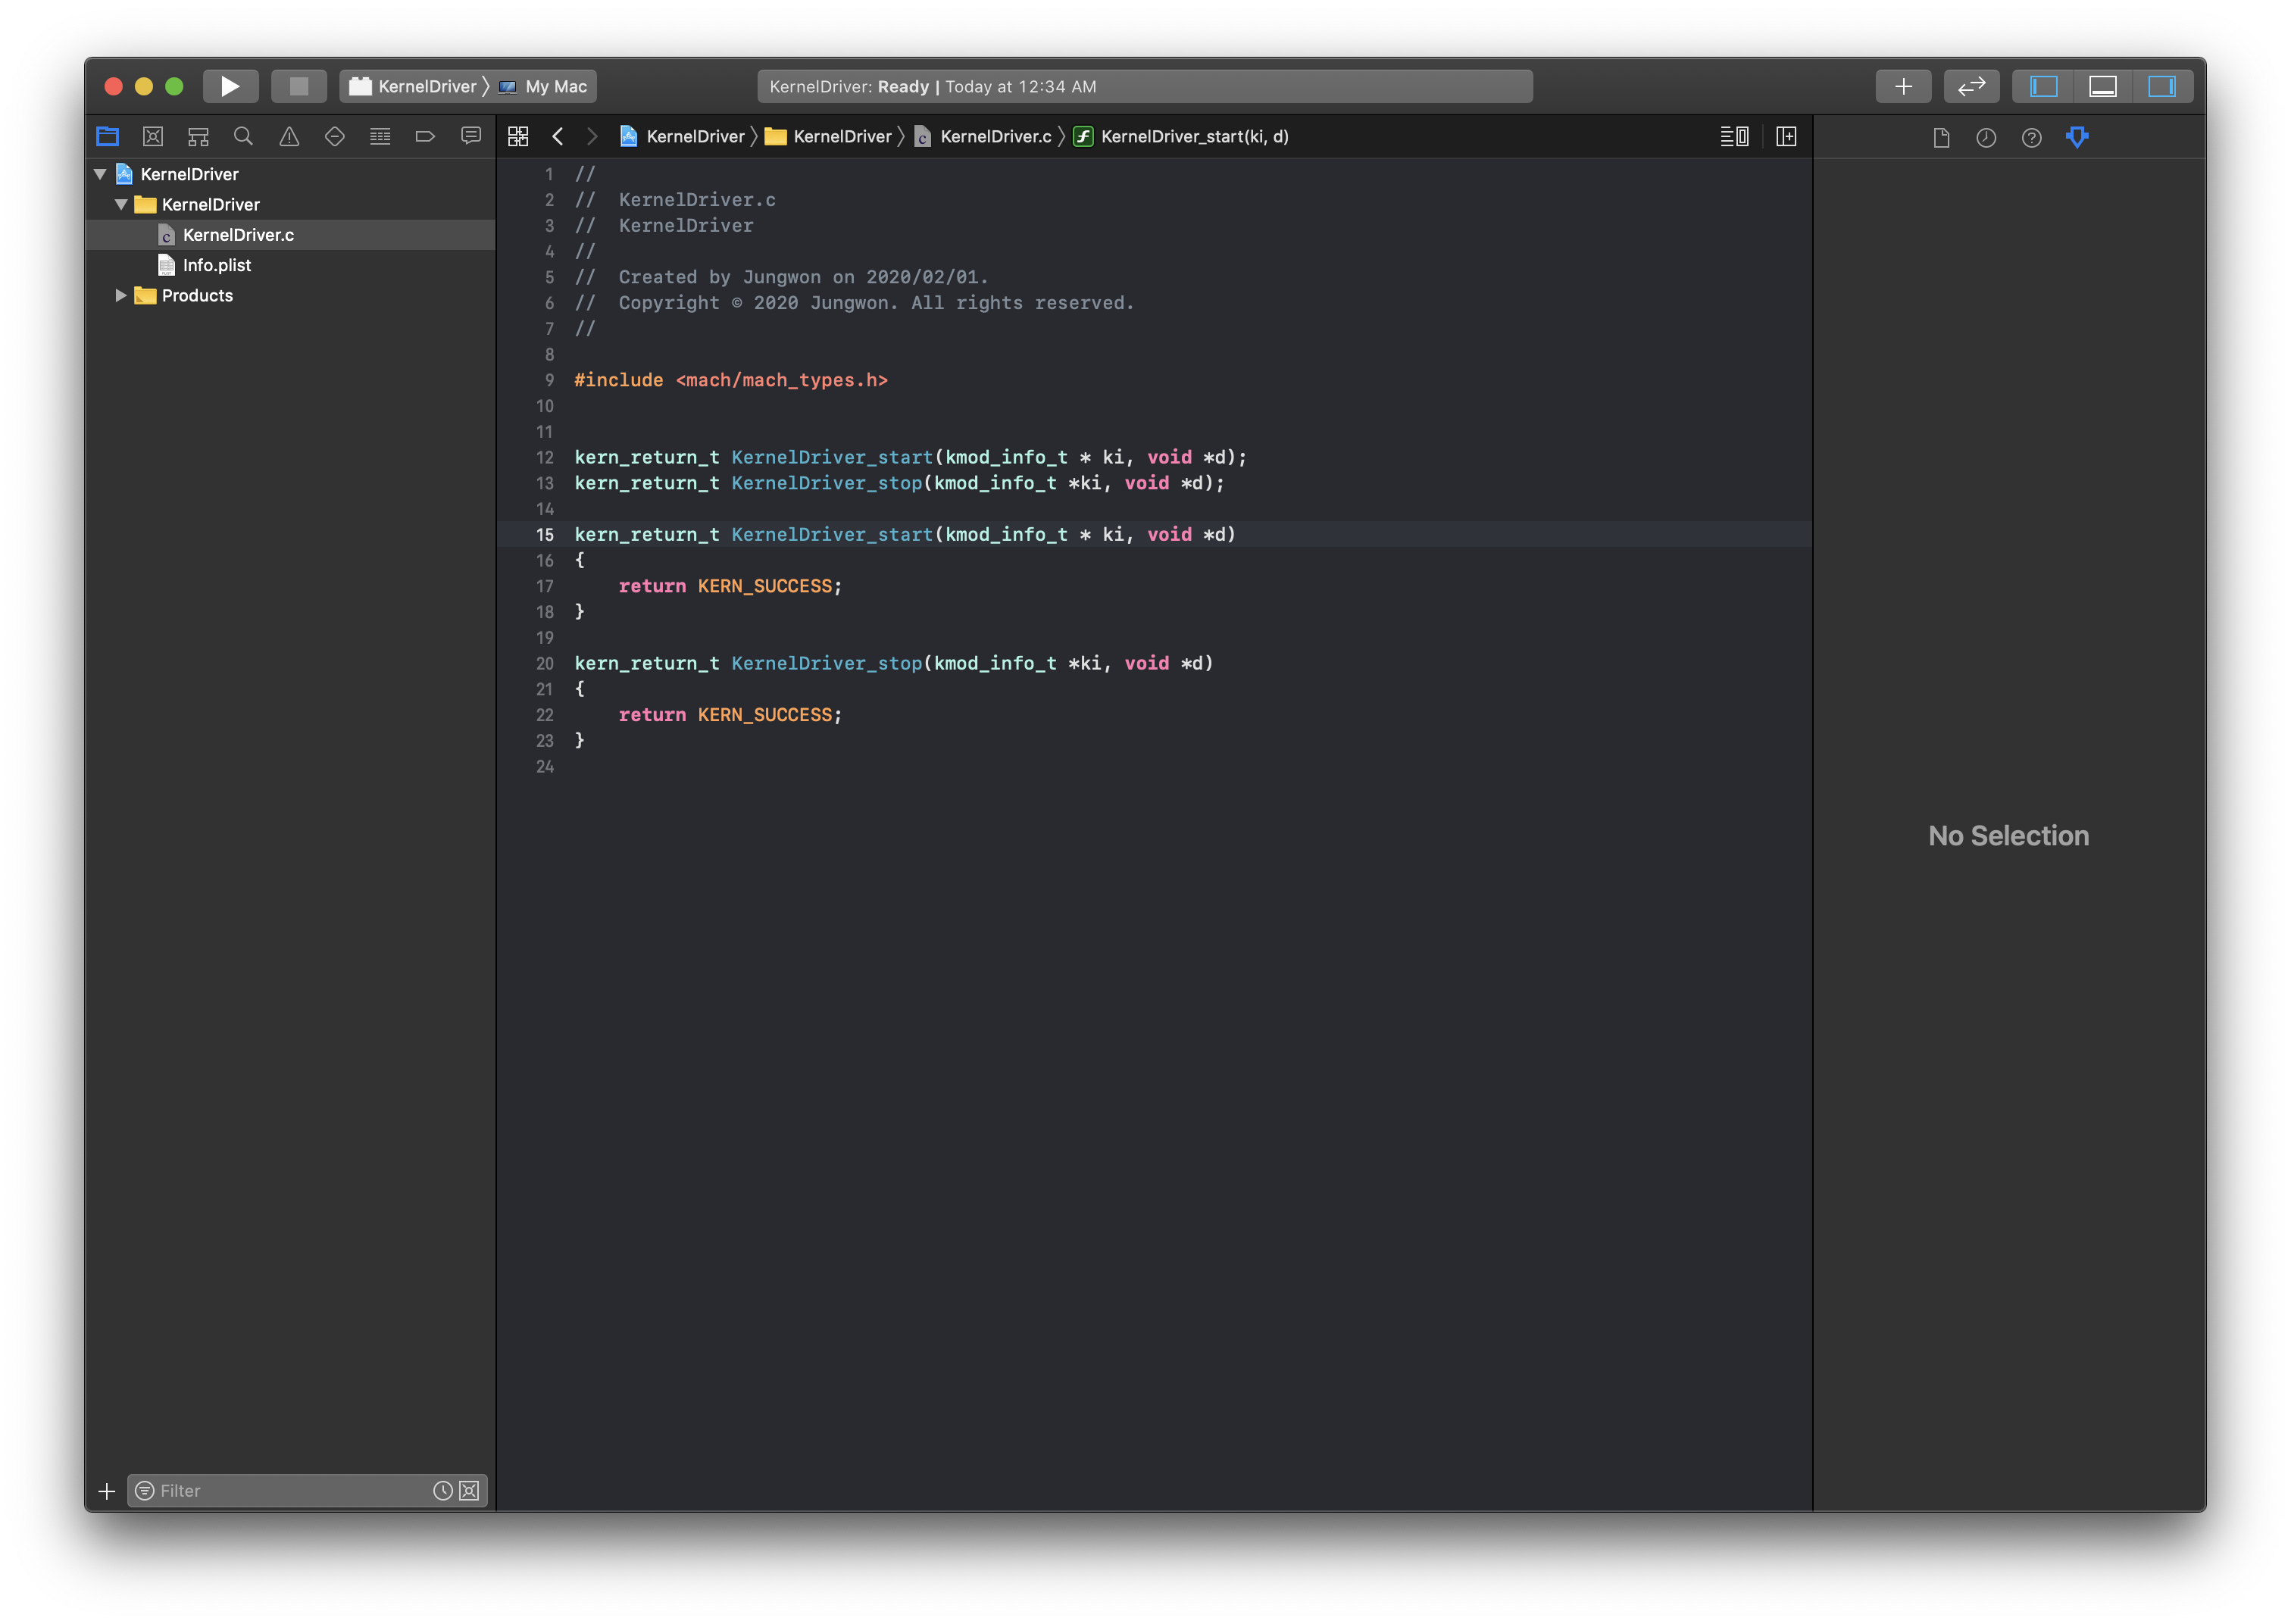 KernelDriver My Mac
KernelDriver: Ready | Today at 12:34 AM
KernelDriver
KernelDriver
KernelDriver.c
Info.plist
Products
Filter
KernelDriver KernelDriver KernelDriver.c KernelDriver_start(ki, d)
1 //
2 //  KernelDriver.c
3 //  KernelDriver
4 //
5 //  Created by Jungwon on 2020/02/01.
6 //  Copyright © 2020 Jungwon. All rights reserved.
7 //
8
9 #include <mach/mach_types.h>
10
11
12 kern_return_t KernelDriver_start(kmod_info_t * ki, void *d);
13 kern_return_t KernelDriver_stop(kmod_info_t *ki, void *d);
14
15 kern_return_t KernelDriver_start(kmod_info_t * ki, void *d)
16 {
17     return KERN_SUCCESS;
18 }
19
20 kern_return_t KernelDriver_stop(kmod_info_t *ki, void *d)
21 {
22     return KERN_SUCCESS;
23 }
24
No Selection